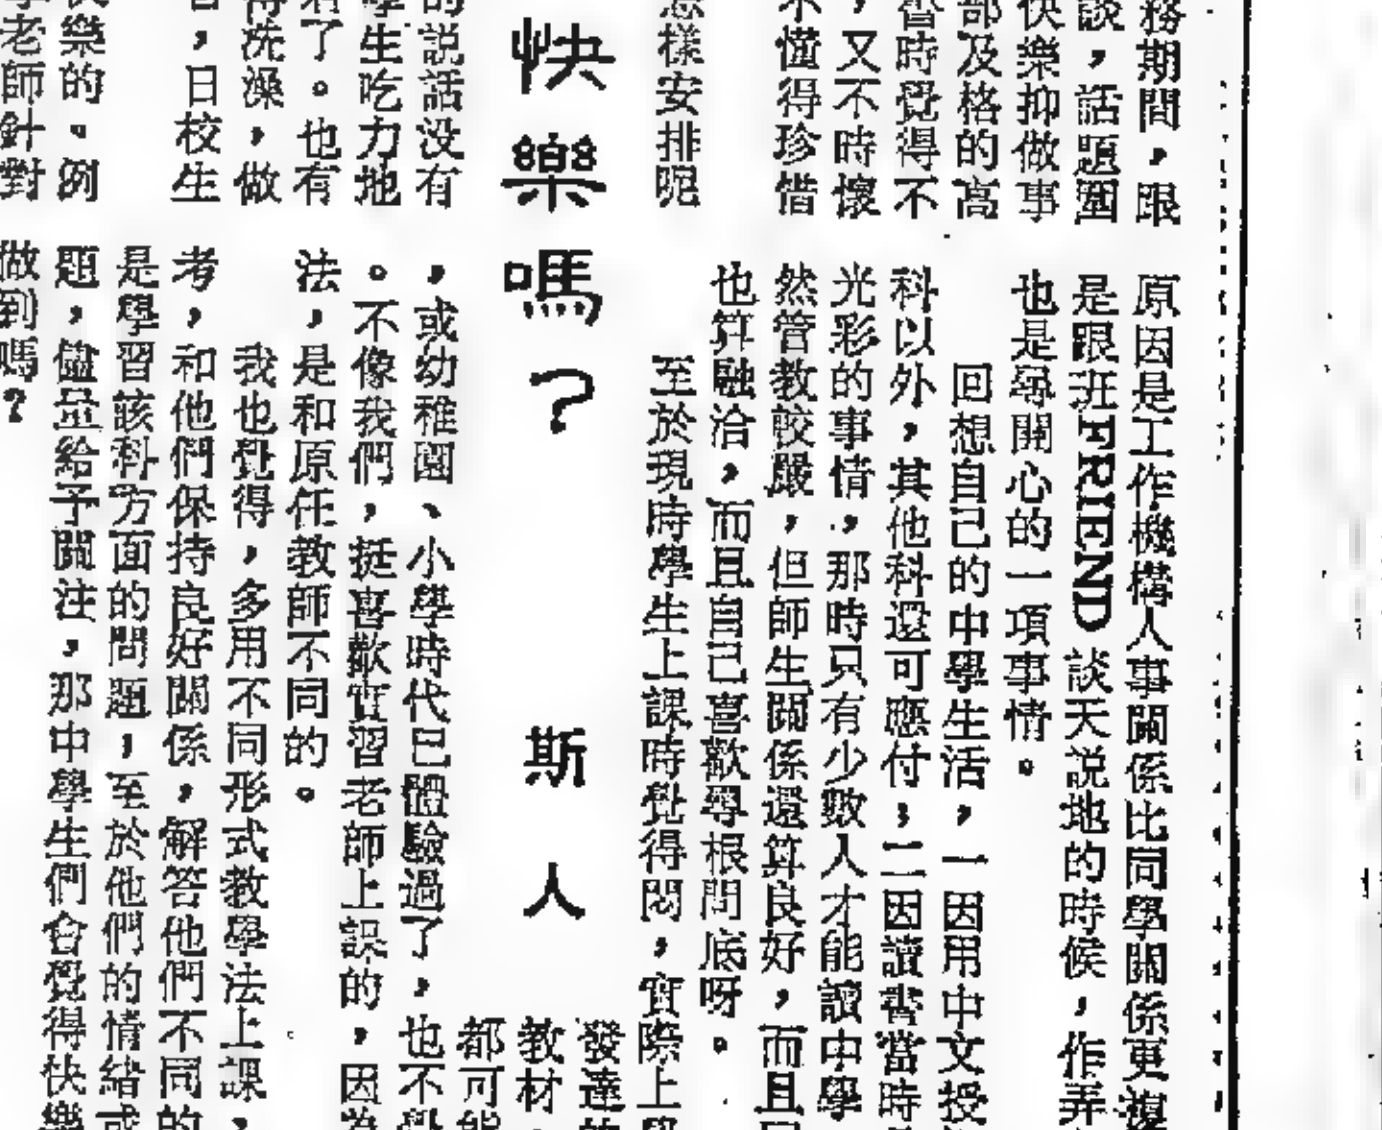 務期間，跟
談，話題圍
快樂抑做事
部及格的高
時覺得不
，又不時懷
不懂得珍惜
樣安排呢
快樂嗎？
斯人
的説話没有
學生吃力地
了。也有
得洗澡，做
，日校生
快樂的。例
老師針對
原因是工作機構人事關係比同學關係更複
是跟班FRIEND談天説地的時候，作弄
也是尋開心的一項事情。
回想自己的中學生活，一因用中文授
科以外，其他科還可應付；二因讀書當時
光彩的事情，那時只有少數人才能讀中學
然管教較嚴，但師生關係還算良好，而且
也算融洽，而且自己喜歡尋根問底呀。
至於現時學生上課時覺得悶，實際上
發達的
教材
都可能
，或幼稚園、小學時代已體驗過了，也不
。不像我們，挺喜歡實習老師上課的，因為
法，是和原任教師不同的。
我也覺得，多用不同形式教學法上課，
考，和他們保持良好關係，解答他們不同的
是學習該科方面的問題，至於他們的情緒或
題，儘量給予關注，那中學生們會覺得快樂
做到嗎？